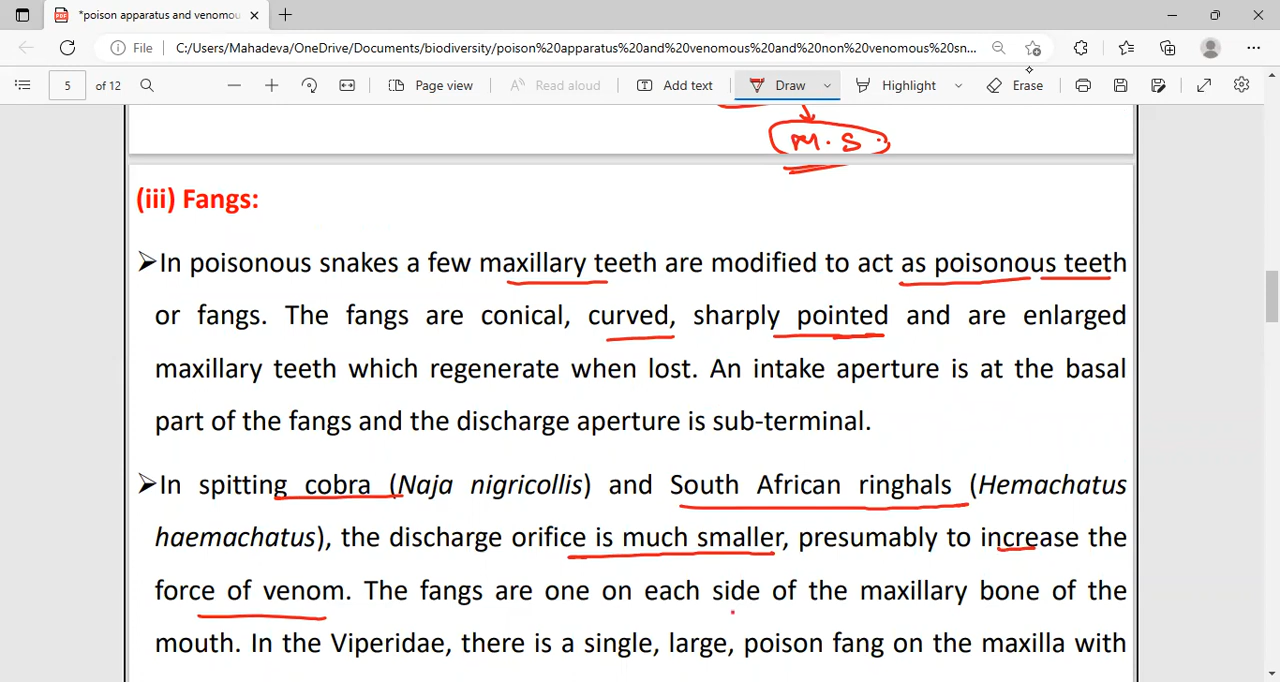 *poison apparatus and venomou
File C:/Users/Mahadeva/OneDrive/Documents/biodiversity/poison%20apparatus%20and%20venomous%20and%20non%20venomous%20sn...
5 of 12 Page view Read aloud Add text Draw Highlight Erase
M.S.
(iii) Fangs:
➢In poisonous snakes a few maxillary teeth are modified to act as poisonous teeth
or fangs. The fangs are conical, curved, sharply pointed and are enlarged
maxillary teeth which regenerate when lost. An intake aperture is at the basal
part of the fangs and the discharge aperture is sub-terminal.
➢In spitting cobra (Naja nigricollis) and South African ringhals (Hemachatus
haemachatus), the discharge orifice is much smaller, presumably to increase the
force of venom. The fangs are one on each side of the maxillary bone of the
mouth. In the Viperidae, there is a single, large, poison fang on the maxilla with